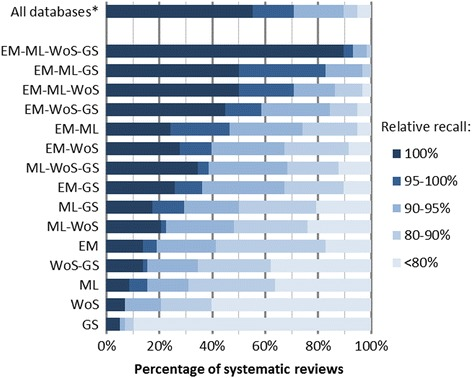 All databases*
EM-ML-WoS-GS
EM-ML-GS
EM-ML-WoS
EM-WoS-GS
EM-ML
EM-WoS
ML-WoS-GS
EM-GS
ML-GS
ML-WoS
EM
WoS-GS
ML
WoS
GS
0% 20% 40% 60% 80% 100%
Percentage of systematic reviews
Relative recall:
100%
95-100%
90-95%
80-90%
<80%